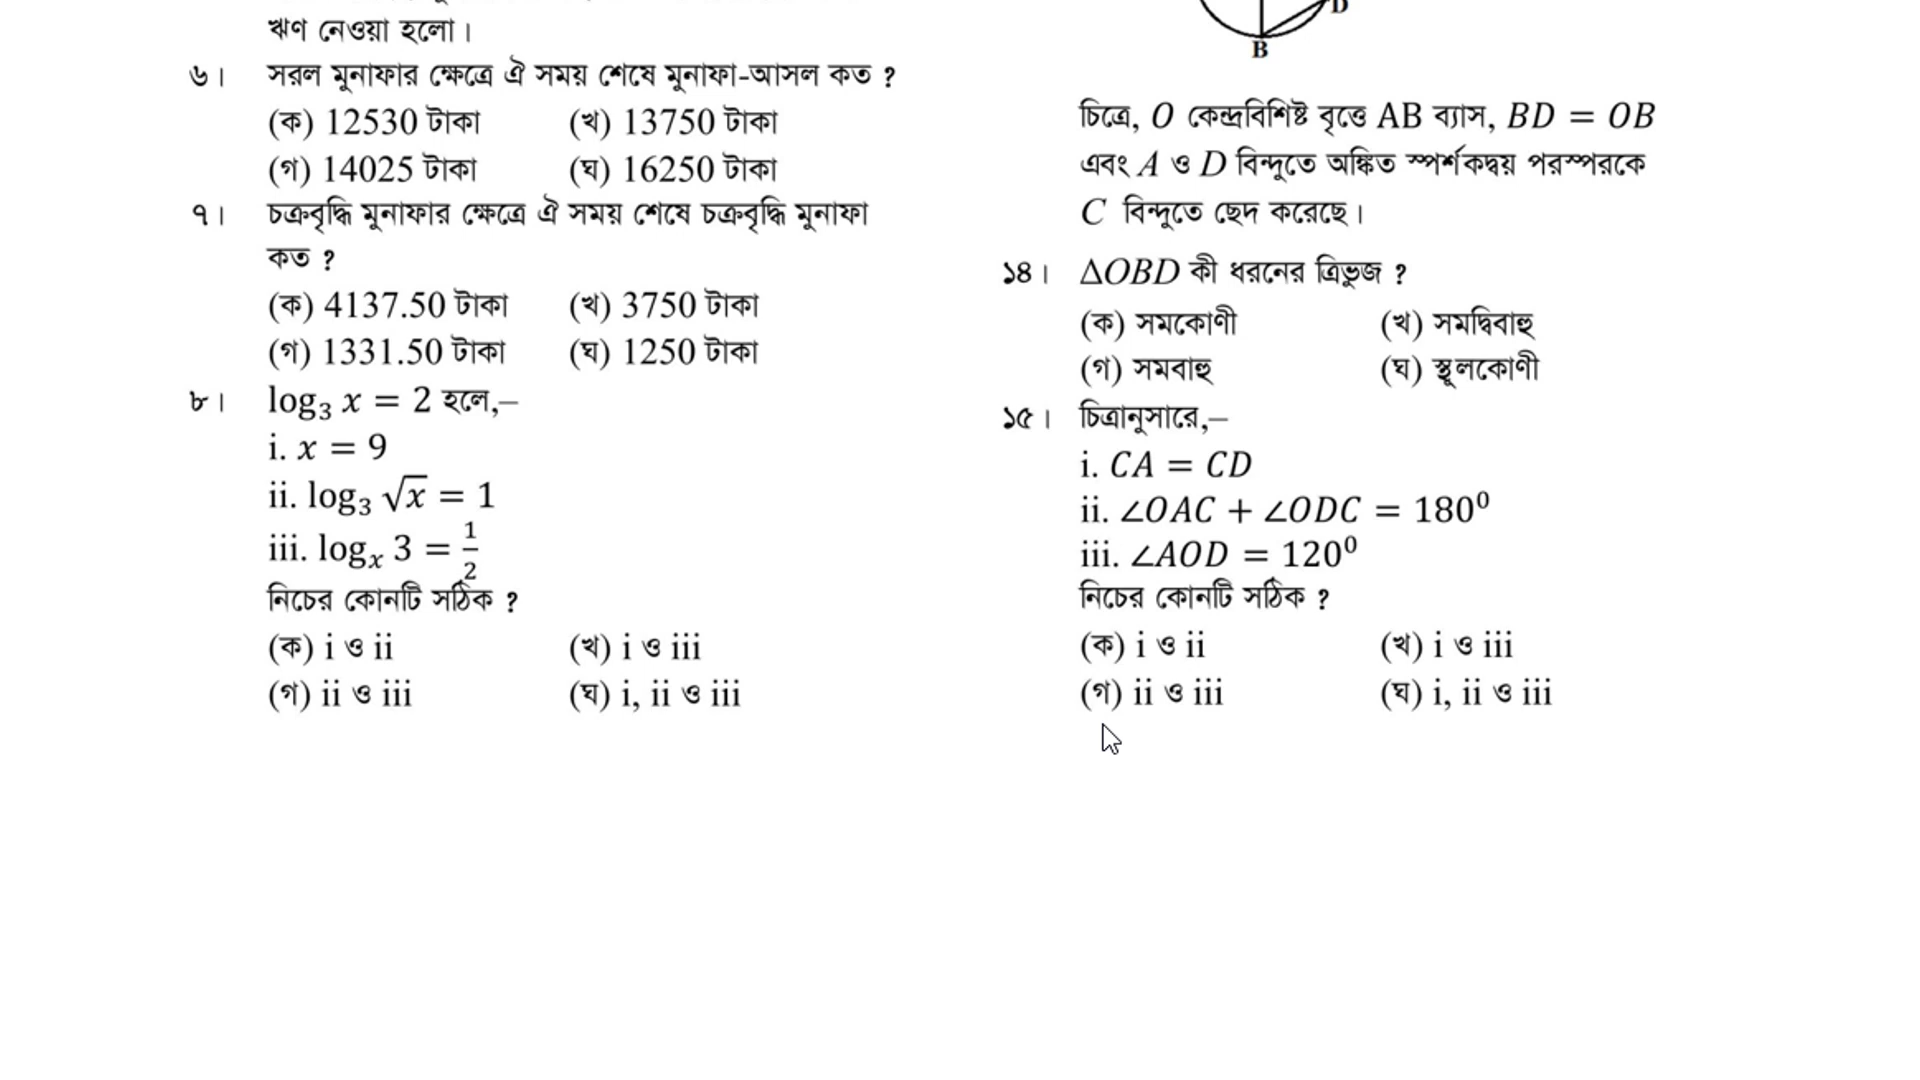 ঋণ নেওয়া হলো।
৬। সরল মুনাফার ক্ষেত্রে ঐ সময় শেষে মুনাফা-আসল কত ?
(ক) 12530 টাকা (খ) 13750 টাকা
(গ) 14025 টাকা (ঘ) 16250 টাকা
৭। চক্রবৃদ্ধি মুনাফার ক্ষেত্রে ঐ সময় শেষে চক্রবৃদ্ধি মুনাফা
কত ?
(ক) 4137.50 টাকা (খ) 3750 টাকা
(গ) 1331.50 টাকা (ঘ) 1250 টাকা
৮। log₃ x = 2 হলে,–
i. x = 9
ii. log₃ √x = 1
iii. logₓ 3 = 1/2
নিচের কোনটি সঠিক ?
(ক) i ও ii (খ) i ও iii
(গ) ii ও iii (ঘ) i, ii ও iii
D
B
চিত্রে, O কেন্দ্রবিশিষ্ট বৃত্তে AB ব্যাস, BD = OB
এবং A ও D বিন্দুতে অঙ্কিত স্পর্শকদ্বয় পরস্পরকে
C বিন্দুতে ছেদ করেছে।
১৪। ΔOBD কী ধরনের ত্রিভুজ ?
(ক) সমকোণী (খ) সমদ্বিবাহু
(গ) সমবাহু (ঘ) স্থূলকোণী
১৫। চিত্রানুসারে,–
i. CA = CD
ii. ∠OAC + ∠ODC = 180⁰
iii. ∠AOD = 120⁰
নিচের কোনটি সঠিক ?
(ক) i ও ii (খ) i ও iii
(গ) ii ও iii (ঘ) i, ii ও iii